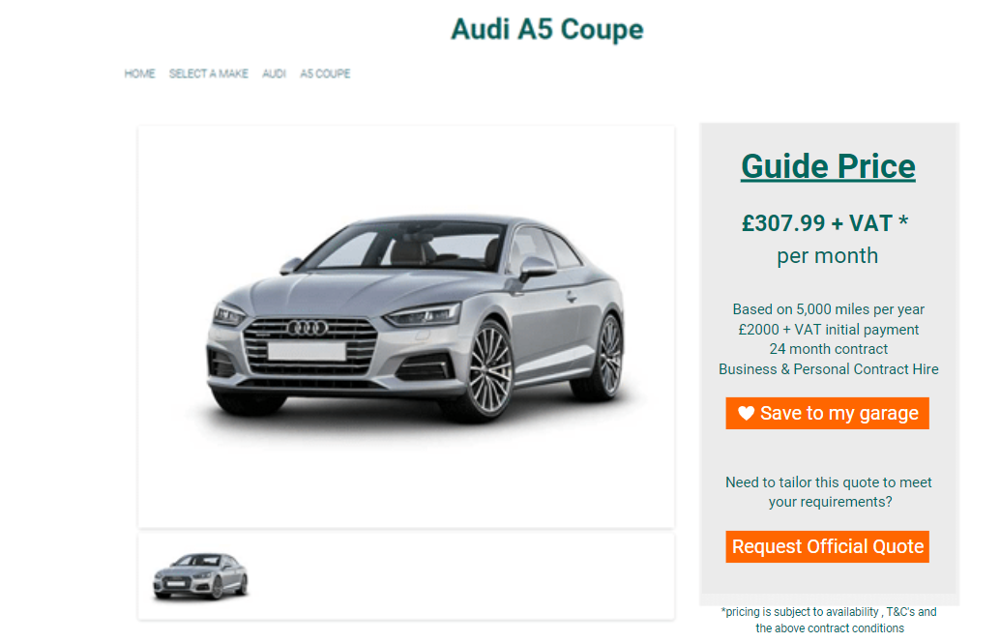 Audi A5 Coupe
HOME SELECT A MAKE AUDI A5 COUPE
Guide Price
£307.99 + VAT *
per month
Based on 5,000 miles per year
£2000 + VAT initial payment
24 month contract
Business & Personal Contract Hire
Save to my garage
Need to tailor this quote to meet
your requirements?
Request Official Quote
*pricing is subject to availability , T&C's and
the above contract conditions